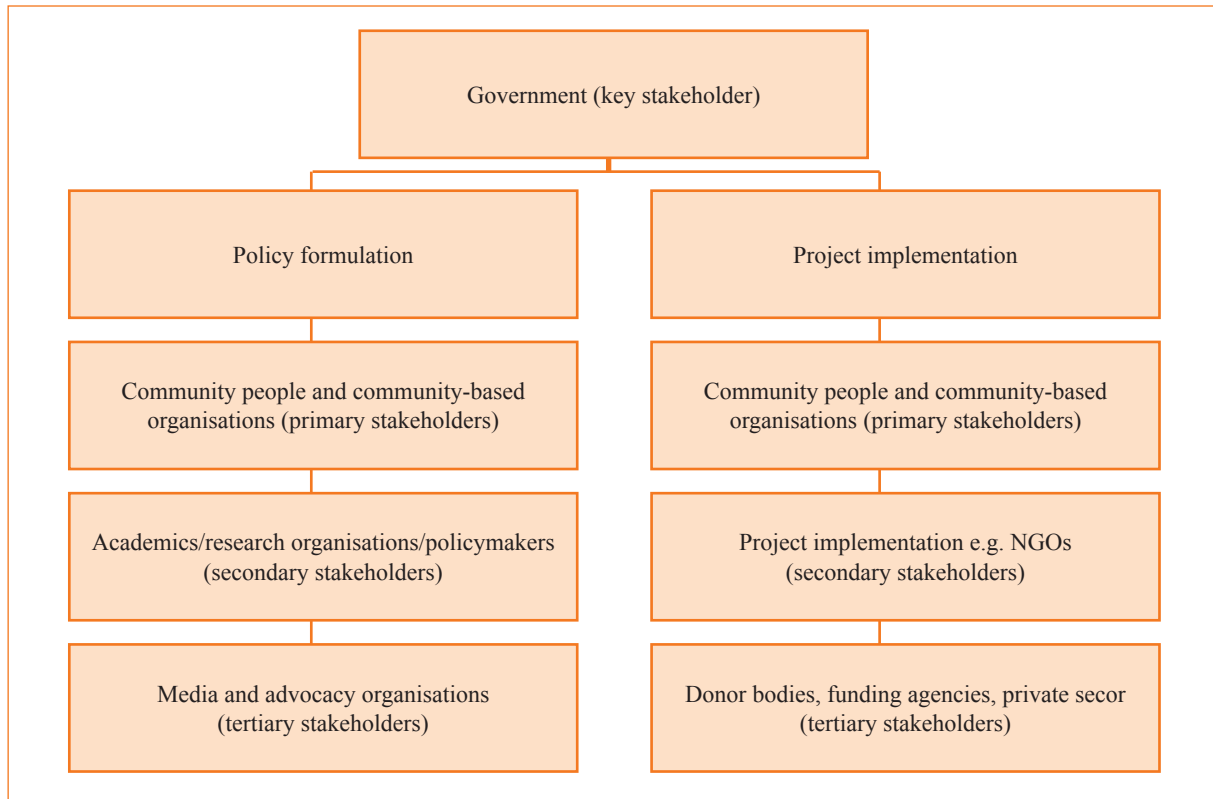 Government (key stakeholder)
Policy formulation
Project implementation
Community people and community-based
organisations (primary stakeholders)
Community people and community-based
organisations (primary stakeholders)
Academics/research organisations/policymakers
(secondary stakeholders)
Project implementation e.g. NGOs
(secondary stakeholders)
Media and advocacy organisations
(tertiary stakeholders)
Donor bodies, funding agencies, private secor
(tertiary stakeholders)